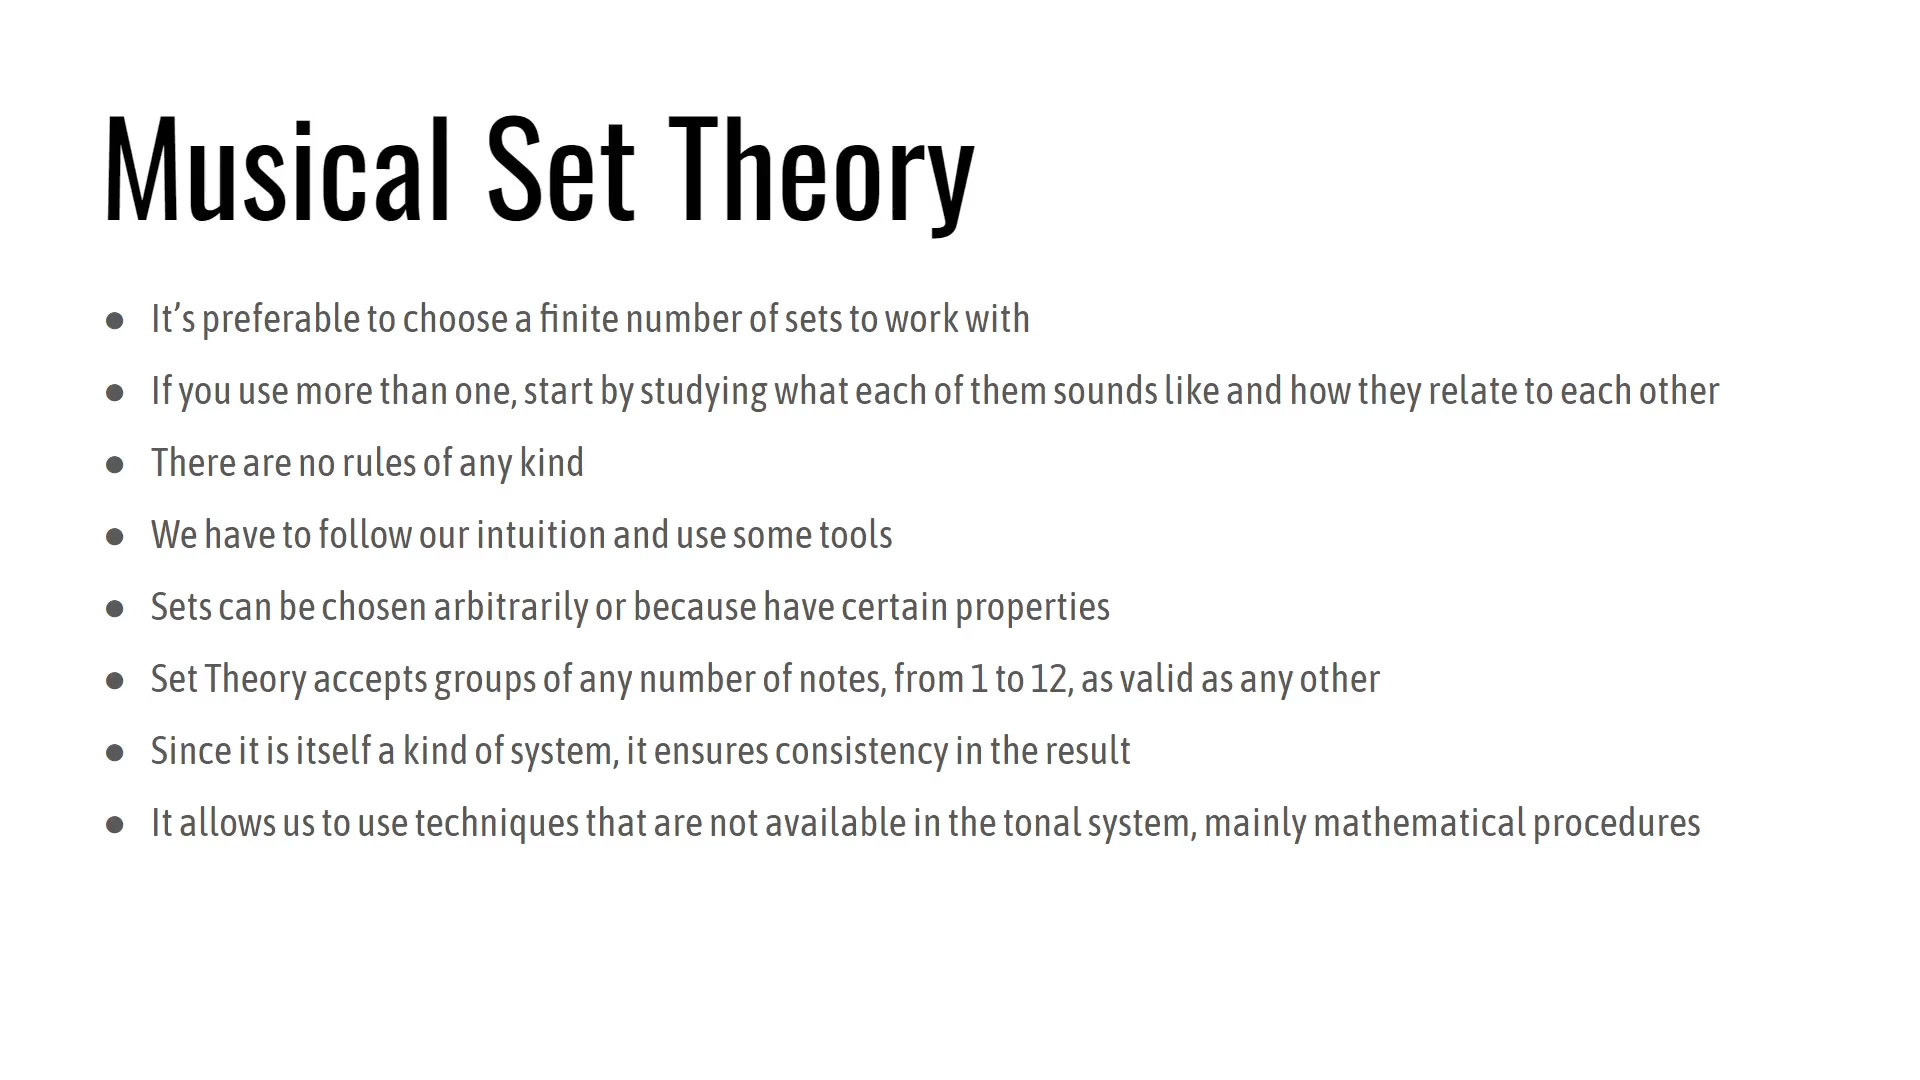 Musical Set Theory
● It’s preferable to choose a finite number of sets to work with
● If you use more than one, start by studying what each of them sounds like and how they relate to each other
● There are no rules of any kind
● We have to follow our intuition and use some tools
● Sets can be chosen arbitrarily or because have certain properties
● Set Theory accepts groups of any number of notes, from 1 to 12, as valid as any other
● Since it is itself a kind of system, it ensures consistency in the result
● It allows us to use techniques that are not available in the tonal system, mainly mathematical procedures